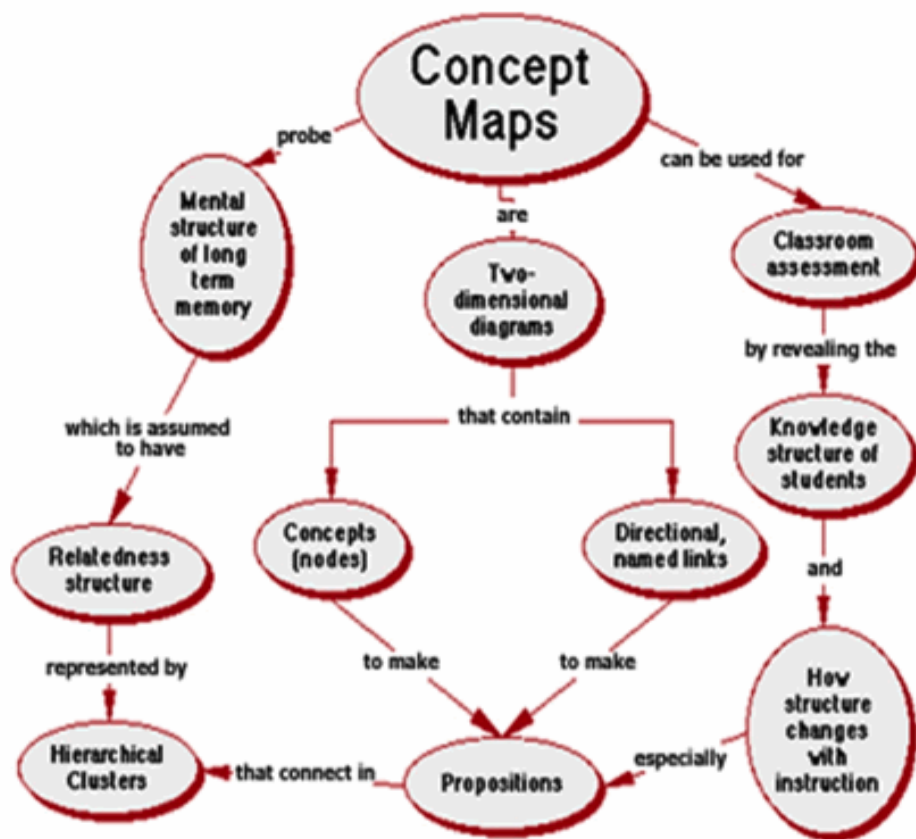 Concept
Maps
probe
can be used for
are
Mental
structure
of long
term
memory
Two-
dimensional
diagrams
Classroom
assessment
by revealing the
which is assumed
to have
that contain
Knowledge
structure of
students
Relatedness
structure
Concepts
(nodes)
Directional,
named links
and
represented by
to make
to make
How
structure
changes
with
instruction
Hierarchical
Clusters
that connect in
Propositions
especially